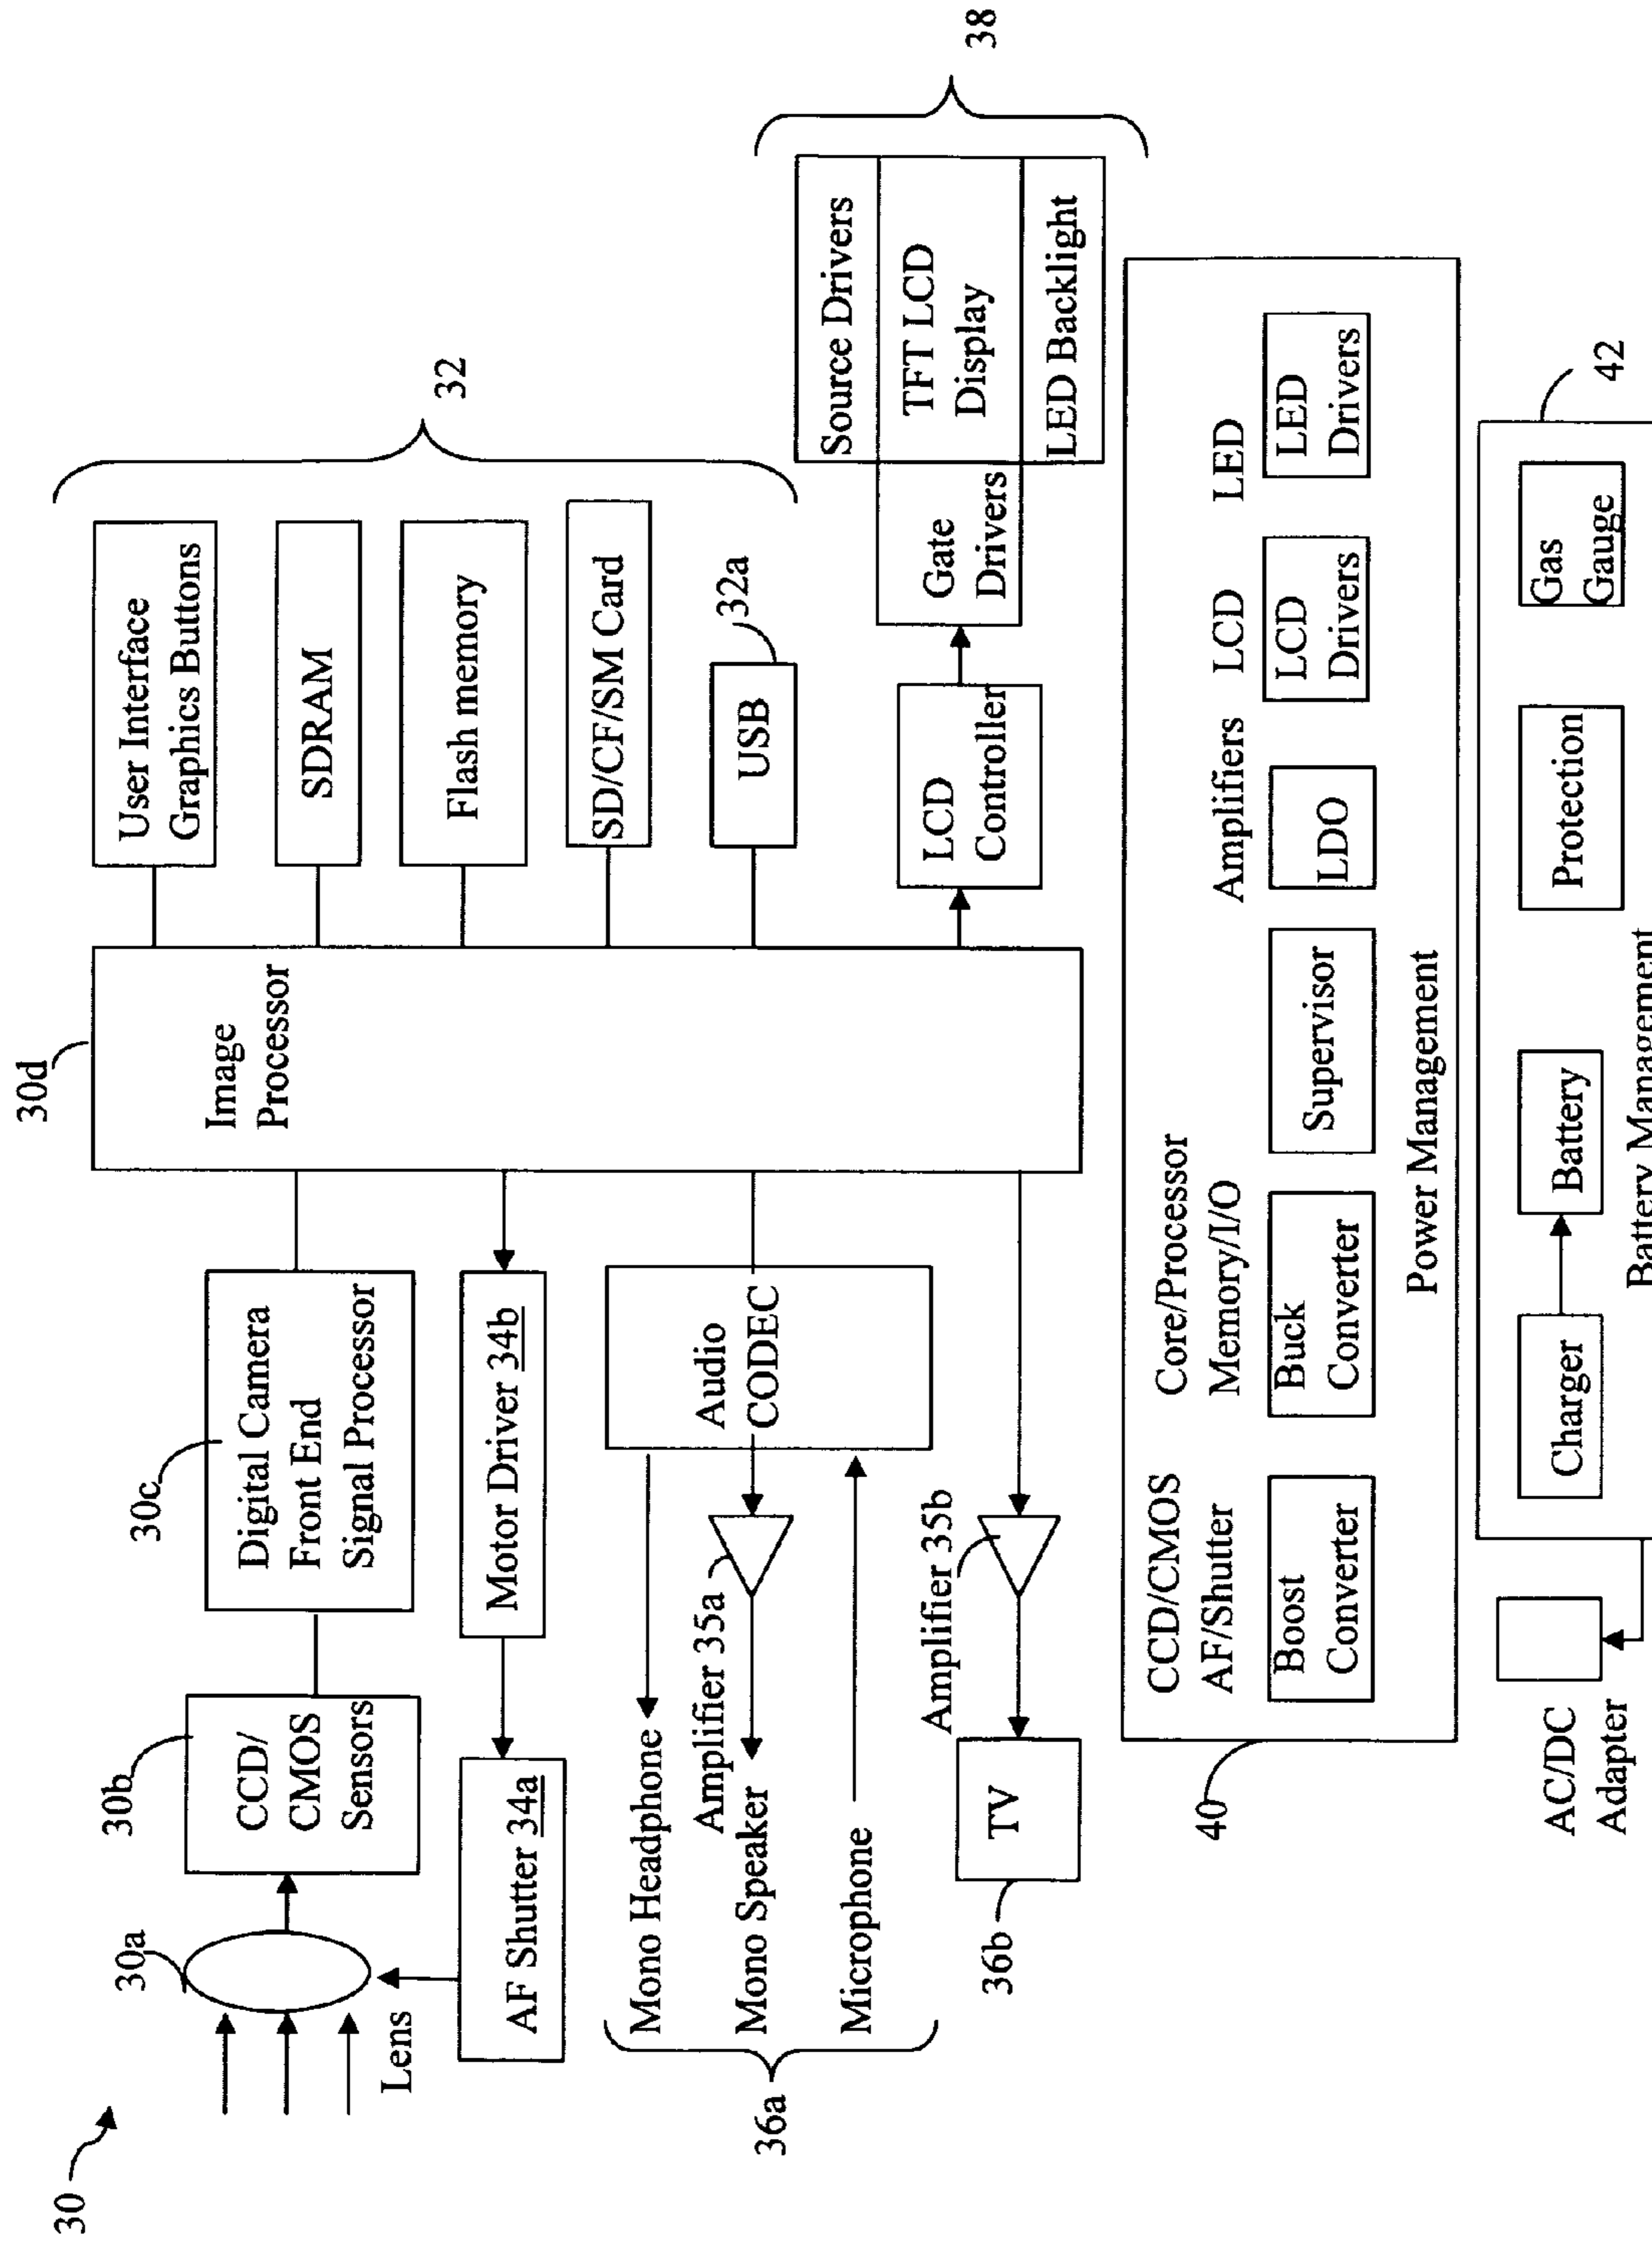 30
30a
Lens
30b
CCD/
CMOS
Sensors
30c
Digital Camera
Front End
Signal Processor
30d
Image
Processor
User Interface
Graphics Buttons
SDRAM
Flash memory
SD/CF/SM Card
USB
32a
32
AF Shutter 34a
Motor Driver 34b
36a
Mono Headphone
Amplifier 35a
Mono Speaker
Microphone
Audio
CODEC
Amplifier 35b
TV
36b
LCD
Controller
Gate
Drivers
Source Drivers
TFT LCD
Display
LED Backlight
38
40
CCD/CMOS
AF/Shutter
Boost
Converter
Core/Processor
Memory/I/O
Buck
Converter
Supervisor
Amplifiers
LDO
LCD
LCD
Drivers
LED
LED
Drivers
Power Management
42
AC/DC
Adapter
Charger
Battery
Protection
Gas
Gauge
Battery Management